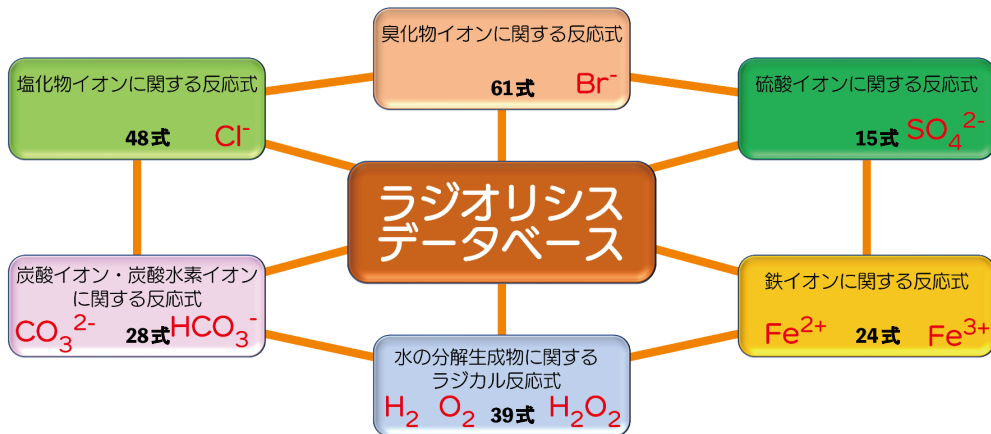 臭化物イオンに関する反応式
61式 Br⁻
塩化物イオンに関する反応式
48式 Cl⁻
硫酸イオンに関する反応式
15式 SO₄²⁻
ラジオリシス
データベース
炭酸イオン・炭酸水素イオン
に関する反応式
CO₃²⁻ 28式 HCO₃⁻
鉄イオンに関する反応式
Fe²⁺ 24式 Fe³⁺
水の分解生成物に関する
ラジカル反応式
H₂ O₂ 39式 H₂O₂